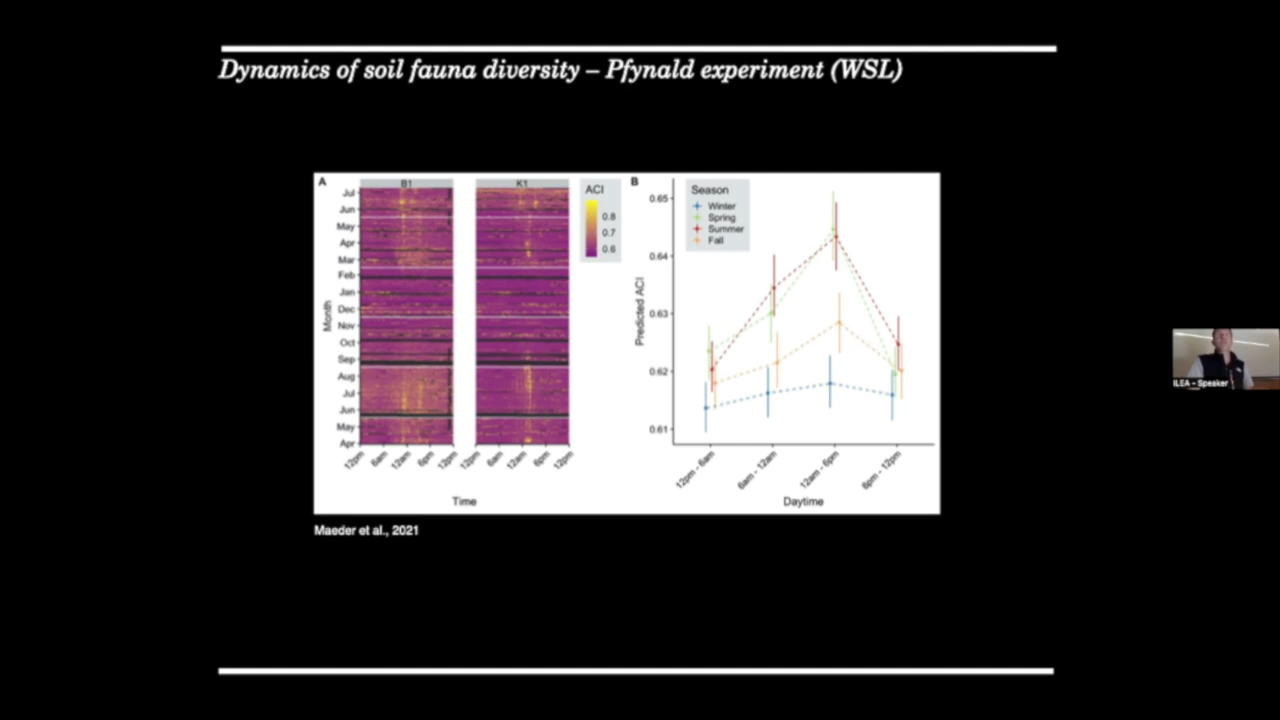 Dynamics of soil fauna diversity – Pfynald experiment (WSL)
A
B1
K1
ACI
0.8
0.7
0.6
Jul
Jun
May
Apr
Mar
Feb
Jan
Dec
Nov
Oct
Sep
Aug
Jul
Jun
May
Apr
Month
12pm
6am
12am
6pm
12pm
12pm
6am
12am
6pm
12pm
Time
B
Season
Winter
Spring
Summer
Fall
0.65
0.64
0.63
0.62
0.61
Predicted ACI
12pm - 6am
6am - 12am
12am - 6pm
6pm - 12pm
Daytime
Maeder et al., 2021
ILEA - Speaker